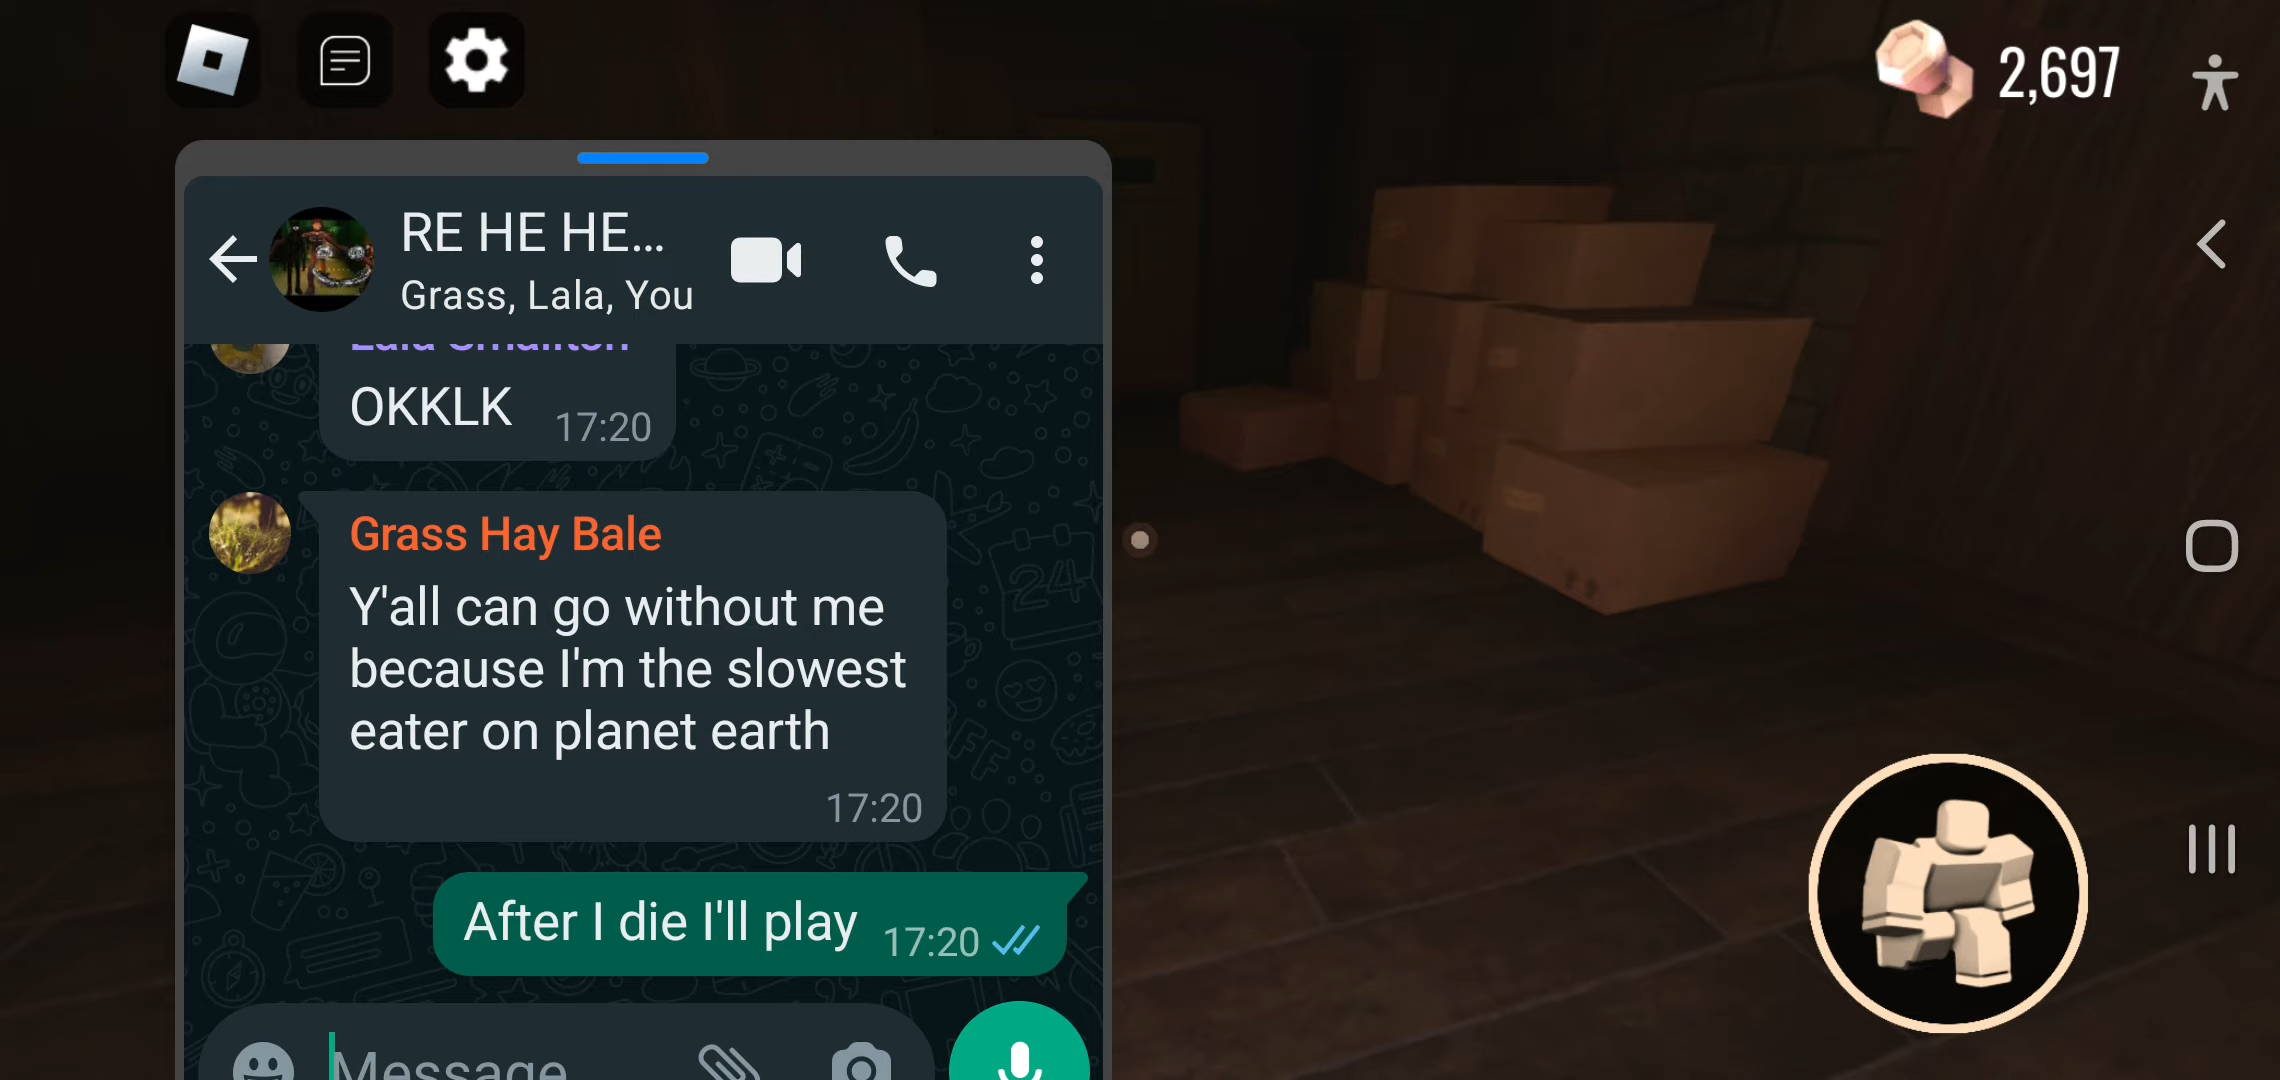 2,697
RE HE HE...
Grass, Lala, You
OKKLK 17:20
Grass Hay Bale
Y'all can go without me
because I'm the slowest
eater on planet earth
17:20
After I die I'll play 17:20
Message